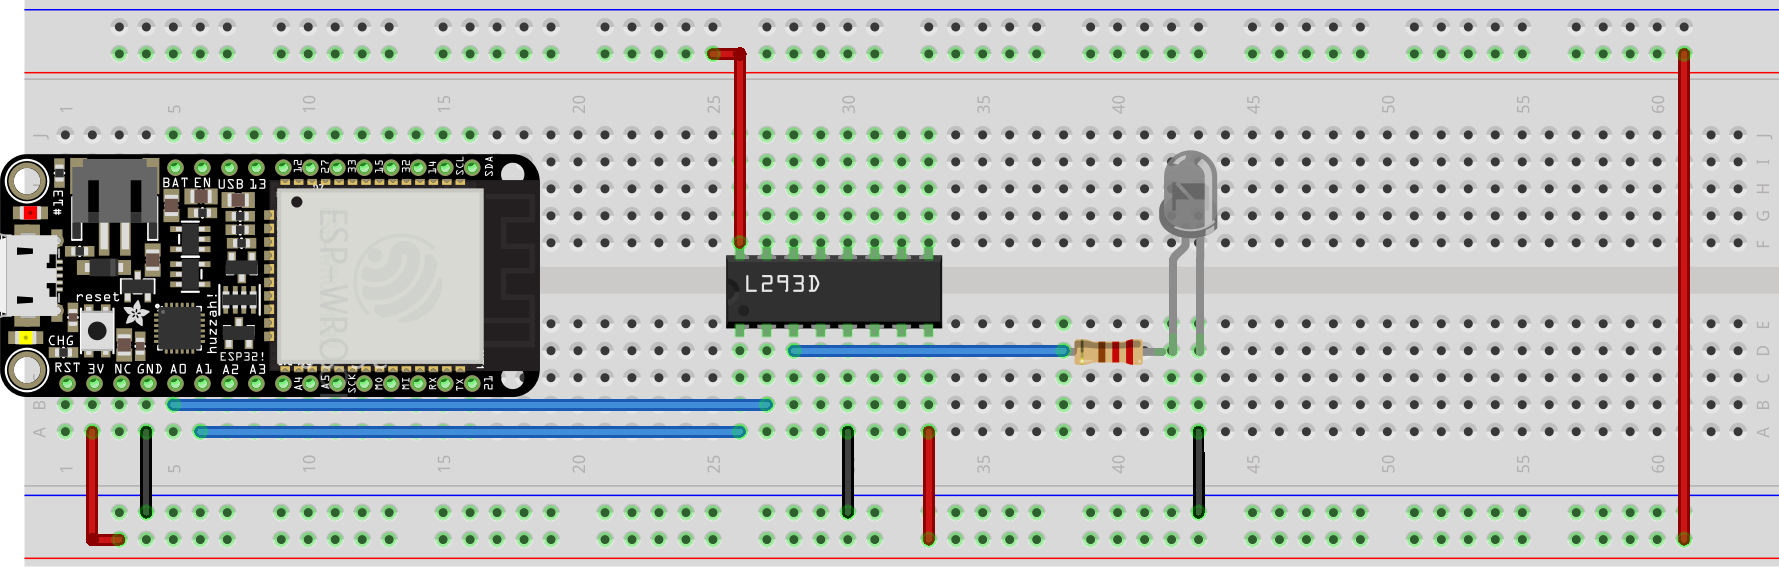 1 5 10 15 20 25 30 35 40 45 50 55 60
J J
I
H
G
F
12 27 33 15 32 14 SCL SDA
BAT EN USB 13
#13
ESP-WROO
L293D
reset
huzzah!
CHG
ESP32!
RST 3V NC GND A0 A1 A2 A3 A4 A5 SCK MO MI RX TX 21
E
D
C
B B
A A
1 5 10 15 20 25 30 35 40 45 50 55 60